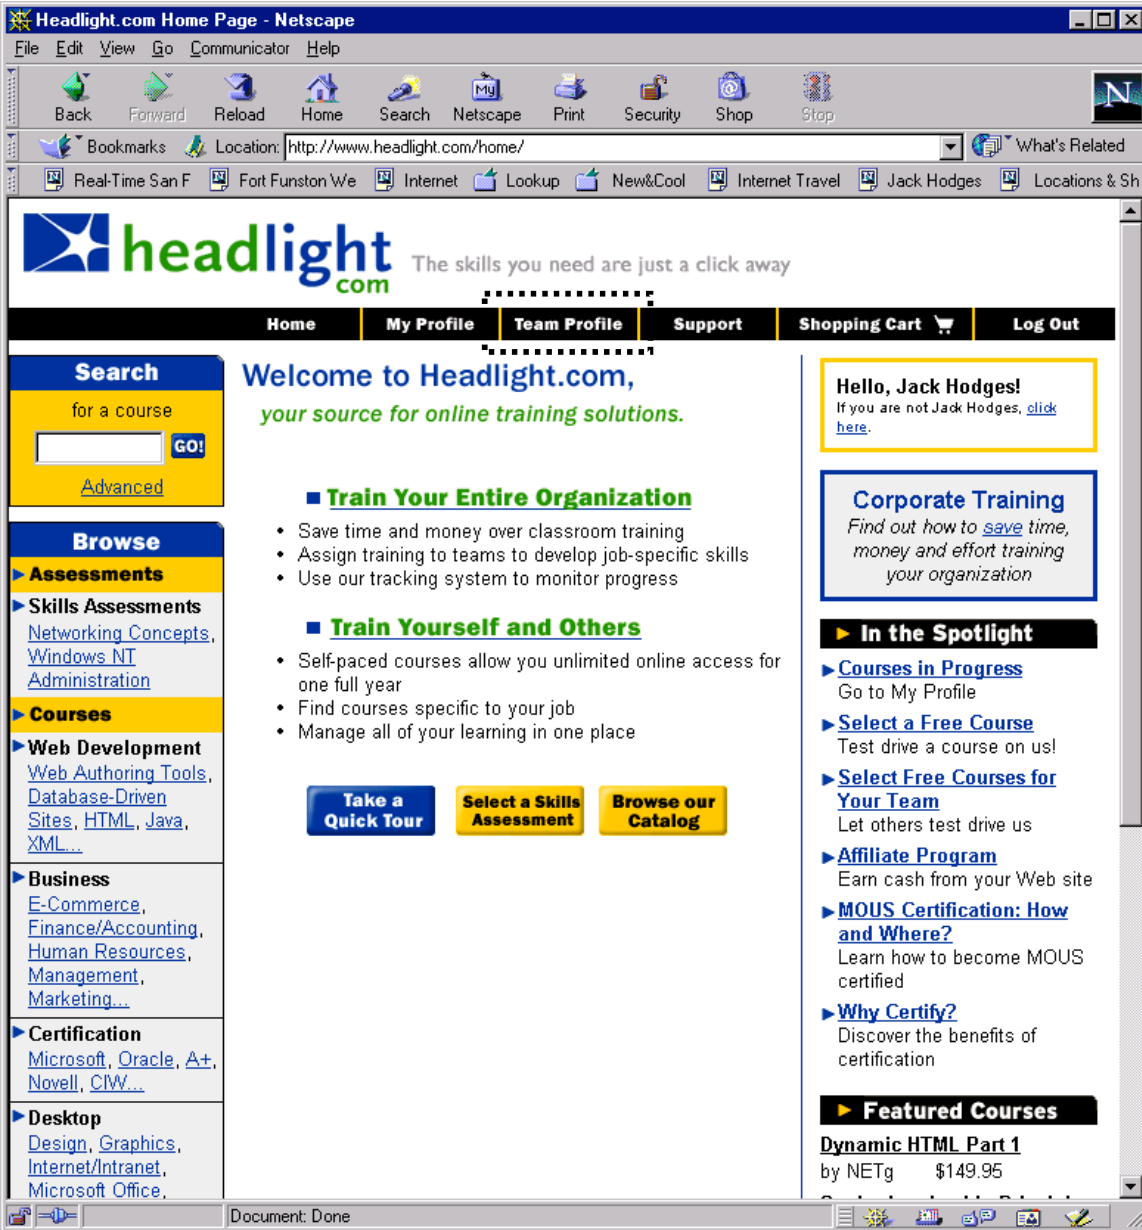 Headlight.com Home Page - Netscape
File Edit View Go Communicator Help
Back Forward Reload Home Search Netscape Print Security Shop Stop
My
N
Bookmarks Location: http://www.headlight.com/home/ What's Related
Real-Time San F Fort Funston We Internet Lookup New&Cool Internet Travel Jack Hodges Locations & Sh
headlight
com
The skills you need are just a click away
Home My Profile Team Profile Support Shopping Cart Log Out
Search
for a course
GO!
Advanced
Browse
Assessments
Skills Assessments
Networking Concepts,
Windows NT
Administration
Courses
Web Development
Web Authoring Tools,
Database-Driven
Sites, HTML, Java,
XML...
Business
E-Commerce,
Finance/Accounting,
Human Resources,
Management,
Marketing...
Certification
Microsoft, Oracle, A+,
Novell, CIW...
Desktop
Design, Graphics,
Internet/Intranet,
Microsoft Office,
Welcome to Headlight.com,
your source for online training solutions.
Train Your Entire Organization
• Save time and money over classroom training
• Assign training to teams to develop job-specific skills
• Use our tracking system to monitor progress
Train Yourself and Others
• Self-paced courses allow you unlimited online access for
one full year
• Find courses specific to your job
• Manage all of your learning in one place
Take a
Quick Tour
Select a Skills
Assessment
Browse our
Catalog
Hello, Jack Hodges!
If you are not Jack Hodges, click
here.
Corporate Training
Find out how to save time,
money and effort training
your organization
In the Spotlight
Courses in Progress
Go to My Profile
Select a Free Course
Test drive a course on us!
Select Free Courses for
Your Team
Let others test drive us
Affiliate Program
Earn cash from your Web site
MOUS Certification: How
and Where?
Learn how to become MOUS
certified
Why Certify?
Discover the benefits of
certification
Featured Courses
Dynamic HTML Part 1
by NETg $149.95
Document: Done